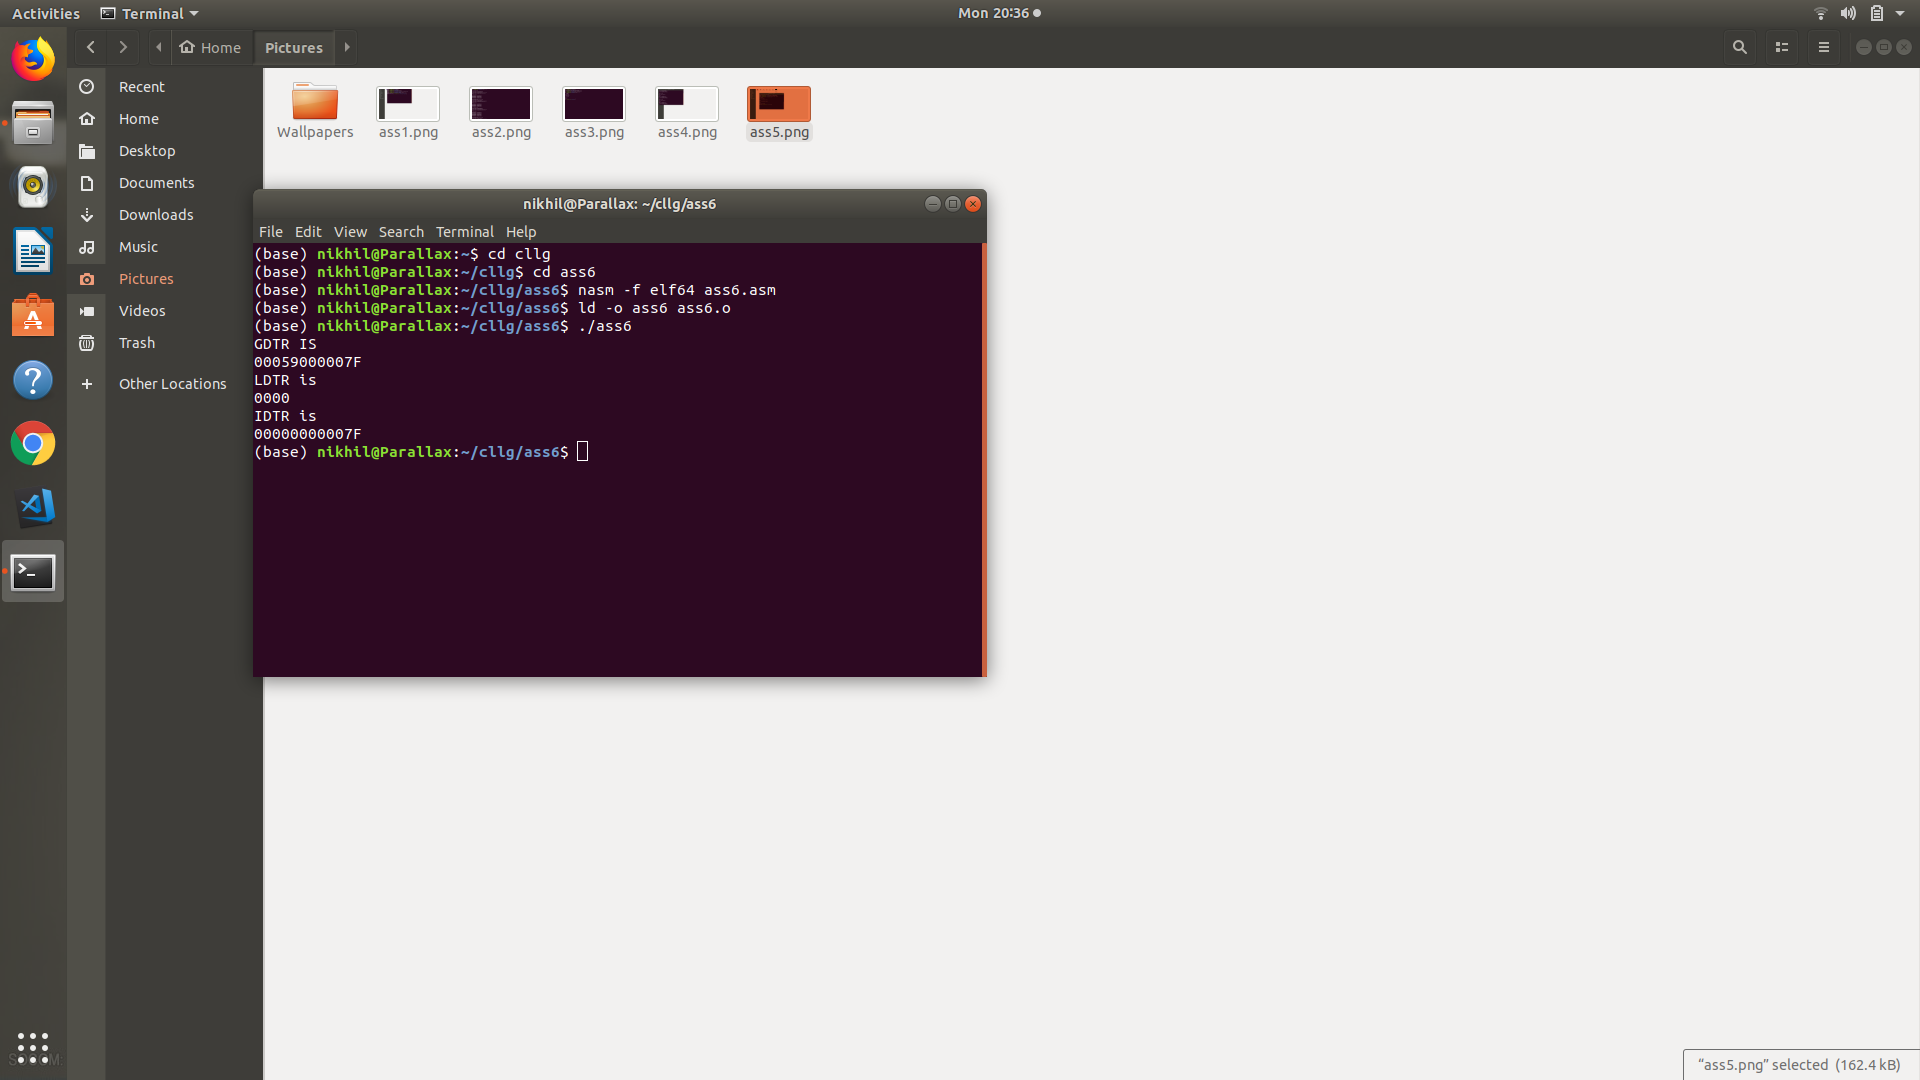 Activities Terminal Mon 20:36
Home Pictures
Recent
Home
Desktop
Documents
Downloads
Music
Pictures
Videos
Trash
Other Locations
Wallpapers ass1.png ass2.png ass3.png ass4.png ass5.png
nikhil@Parallax: ~/cllg/ass6
File Edit View Search Terminal Help
(base) nikhil@Parallax:~$ cd cllg
(base) nikhil@Parallax:~/cllg$ cd ass6
(base) nikhil@Parallax:~/cllg/ass6$ nasm -f elf64 ass6.asm
(base) nikhil@Parallax:~/cllg/ass6$ ld -o ass6 ass6.o
(base) nikhil@Parallax:~/cllg/ass6$ ./ass6
GDTR IS
00059000007F
LDTR is
0000
IDTR is
00000000007F
(base) nikhil@Parallax:~/cllg/ass6$
“ass5.png” selected (162.4 kB)